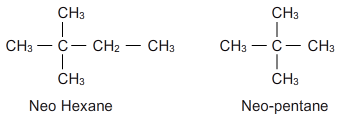 CH₃ CH₃
CH₃ — C — CH₂ — CH₃ CH₃ — C — CH₃
CH₃ CH₃
Neo Hexane Neo-pentane